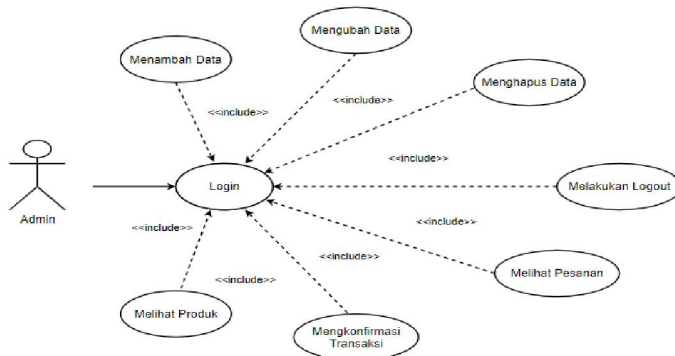 Mengubah Data
Menambah Data
Menghapus Data
<<include>>
<<include>>
<<include>>
<<include>>
Login
Melakukan Logout
Admin
<<include>>
<<include>>
<<include>>
Melihat Pesanan
Melihat Produk
Mengkonfirmasi
Transaksi